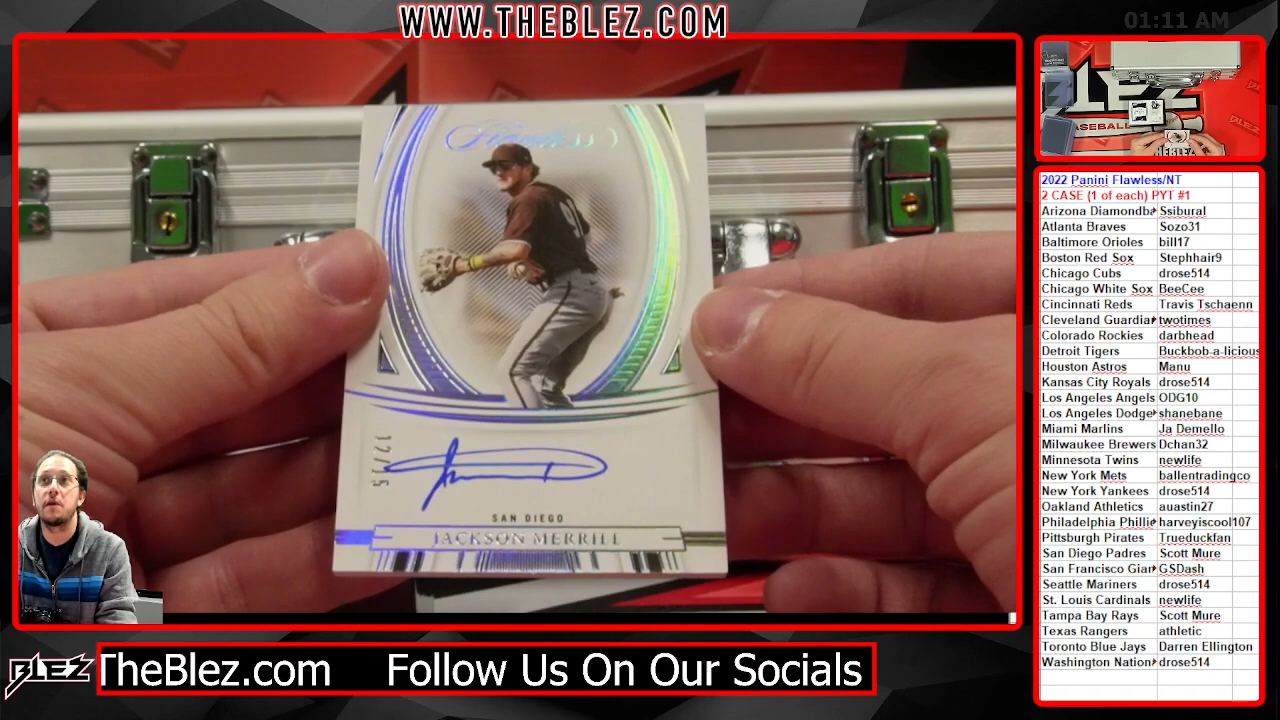 WWW.THEBLEZ.COM
01:11 AM
Flawless
12/15
SAN DIEGO
JACKSON MERRILL
BASEBALL
BLEZ
2022 Panini Flawless/NT
2 CASE (1 of each) PYT #1
Arizona Diamondba Ssibural
Atlanta Braves Sozo31
Baltimore Orioles bill17
Boston Red Sox Stephhair9
Chicago Cubs drose514
Chicago White Sox BeeCee
Cincinnati Reds Travis Tschaenn
Cleveland Guardia twotimes
Colorado Rockies darbhead
Detroit Tigers Buckbob-a-licious
Houston Astros Manu
Kansas City Royals drose514
Los Angeles Angels ODG10
Los Angeles Dodge shanebane
Miami Marlins Ja Demello
Milwaukee Brewers Dchan32
Minnesota Twins newlife
New York Mets ballentradingco
New York Yankees drose514
Oakland Athletics auastin27
Philadelphia Phillie harveyiscool107
Pittsburgh Pirates Trueduckfan
San Diego Padres Scott Mure
San Francisco Gian GSDash
Seattle Mariners drose514
St. Louis Cardinals newlife
Tampa Bay Rays Scott Mure
Texas Rangers athletic
Toronto Blue Jays Darren Ellington
Washington Nation drose514
BLEZ TheBlez.com Follow Us On Our Socials